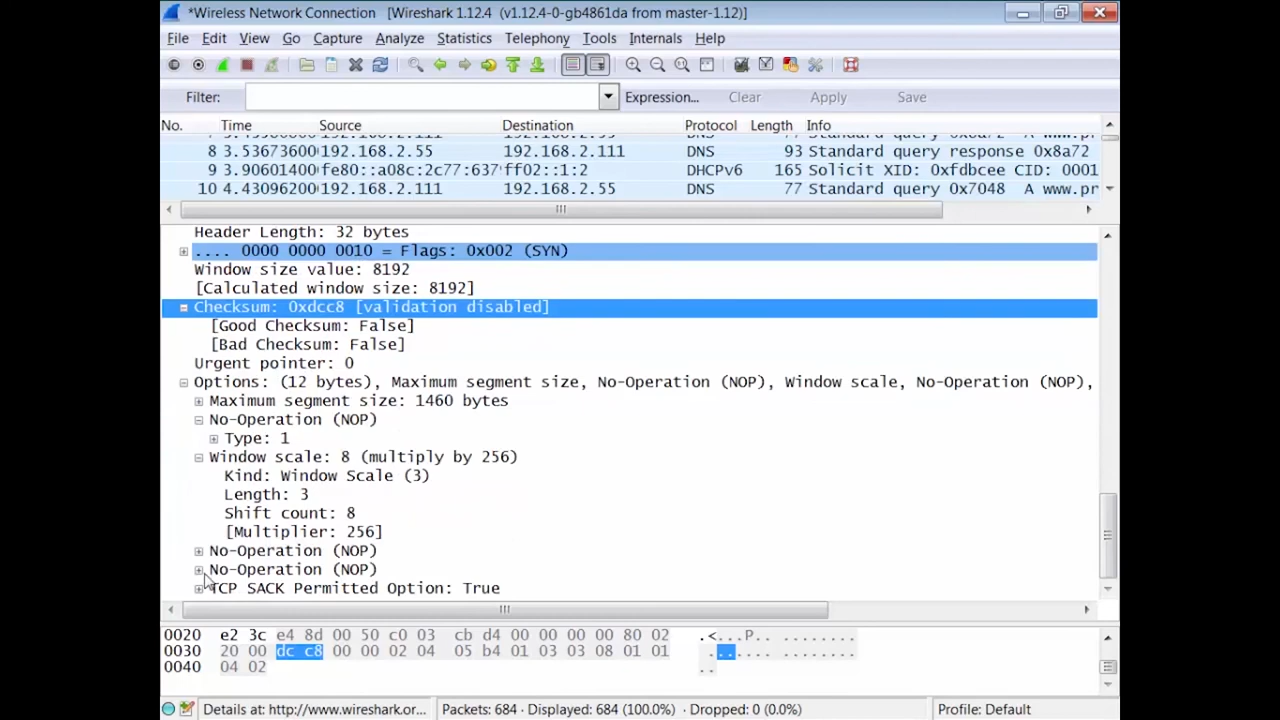 *Wireless Network Connection [Wireshark 1.12.4 (v1.12.4-0-gb4861da from master-1.12)]
File Edit View Go Capture Analyze Statistics Telephony Tools Internals Help
Filter: Expression... Clear Apply Save
No. Time Source Destination Protocol Length Info
8 3.53673600 192.168.2.55 192.168.2.111 DNS 93 Standard query response 0x8a72
9 3.90601400 fe80::a08c:2c77:637 ff02::1:2 DHCPv6 165 Solicit XID: 0xfdbcee CID: 0001
10 4.43096200 192.168.2.111 192.168.2.55 DNS 77 Standard query 0x7048 A www.pr
Header Length: 32 bytes
.... 0000 0000 0010 = Flags: 0x002 (SYN)
Window size value: 8192
[Calculated window size: 8192]
Checksum: 0xdcc8 [validation disabled]
[Good Checksum: False]
[Bad Checksum: False]
Urgent pointer: 0
Options: (12 bytes), Maximum segment size, No-Operation (NOP), Window scale, No-Operation (NOP),
Maximum segment size: 1460 bytes
No-Operation (NOP)
Type: 1
Window scale: 8 (multiply by 256)
Kind: Window Scale (3)
Length: 3
Shift count: 8
[Multiplier: 256]
No-Operation (NOP)
No-Operation (NOP)
TCP SACK Permitted Option: True
0020 e2 3c e4 8d 00 50 c0 03 cb d4 00 00 00 00 80 02 .<...P.. ........
0030 20 00 dc c8 00 00 02 04 05 b4 01 03 03 08 01 01 ........ ........
0040 04 02 ..
Details at: http://www.wireshark.or... Packets: 684 · Displayed: 684 (100.0%) · Dropped: 0 (0.0%) Profile: Default